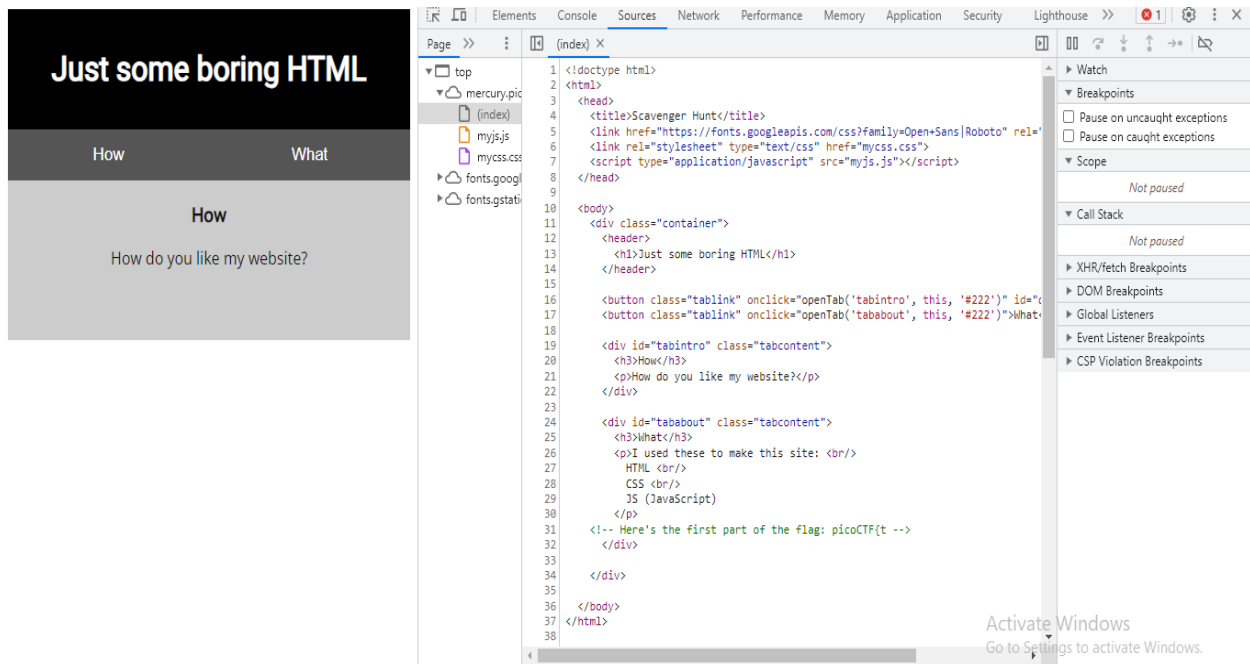 Just some boring HTML
How What
How
How do you like my website?
Elements Console Sources Network Performance Memory Application Security Lighthouse 1
Page (index)
top
mercury.pic
(index)
myjs.js
mycss.css
fonts.googl
fonts.gstati
1 <!doctype html>
2 <html>
3 <head>
4 <title>Scavenger Hunt</title>
5 <link href="https://fonts.googleapis.com/css?family=Open+Sans|Roboto" rel="
6 <link rel="stylesheet" type="text/css" href="mycss.css">
7 <script type="application/javascript" src="myjs.js"></script>
8 </head>
9
10 <body>
11 <div class="container">
12 <header>
13 <h1>Just some boring HTML</h1>
14 </header>
15
16 <button class="tablink" onclick="openTab('tabintro', this, '#222')" id="d
17 <button class="tablink" onclick="openTab('tababout', this, '#222')">What<
18
19 <div id="tabintro" class="tabcontent">
20 <h3>How</h3>
21 <p>How do you like my website?</p>
22 </div>
23
24 <div id="tababout" class="tabcontent">
25 <h3>What</h3>
26 <p>I used these to make this site: <br/>
27 HTML <br/>
28 CSS <br/>
29 JS (JavaScript)
30 </p>
31 <!-- Here's the first part of the flag: picoCTF{t -->
32 </div>
33
34 </div>
35
36 </body>
37 </html>
38
Watch
Breakpoints
Pause on uncaught exceptions
Pause on caught exceptions
Scope
Not paused
Call Stack
Not paused
XHR/fetch Breakpoints
DOM Breakpoints
Global Listeners
Event Listener Breakpoints
CSP Violation Breakpoints
Activate Windows
Go to Settings to activate Windows.